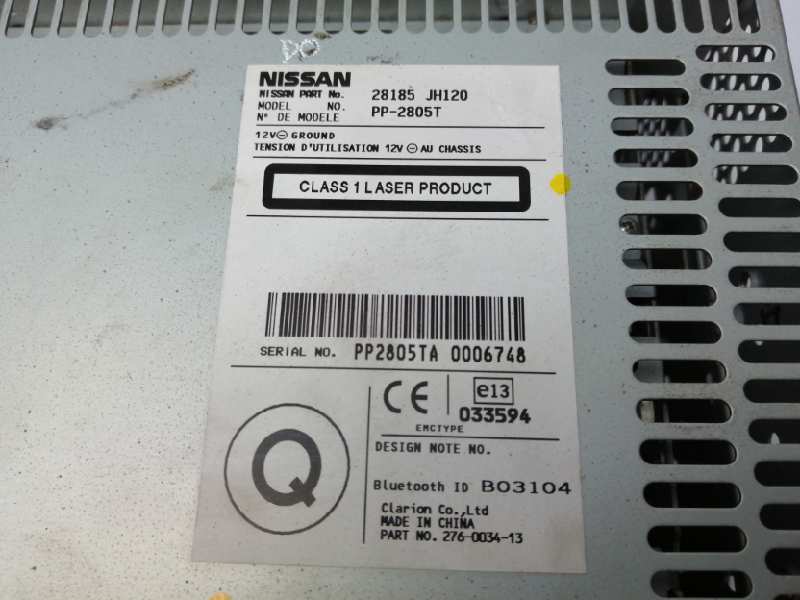 DO
NISSAN
NISSAN PART No. 28185 JH120
MODEL NO. PP-2805T
N° DE MODELE
12V⊖GROUND
TENSION D'UTILISATION 12V ⊖ AU CHASSIS
CLASS 1 LASER PRODUCT
SERIAL NO. PP2805TA 0006748
Q
CE e13
033594
EMCTYPE
DESIGN NOTE NO.
Bluetooth ID B03104
Clarion Co.,Ltd
MADE IN CHINA
PART NO. 276-0034-13